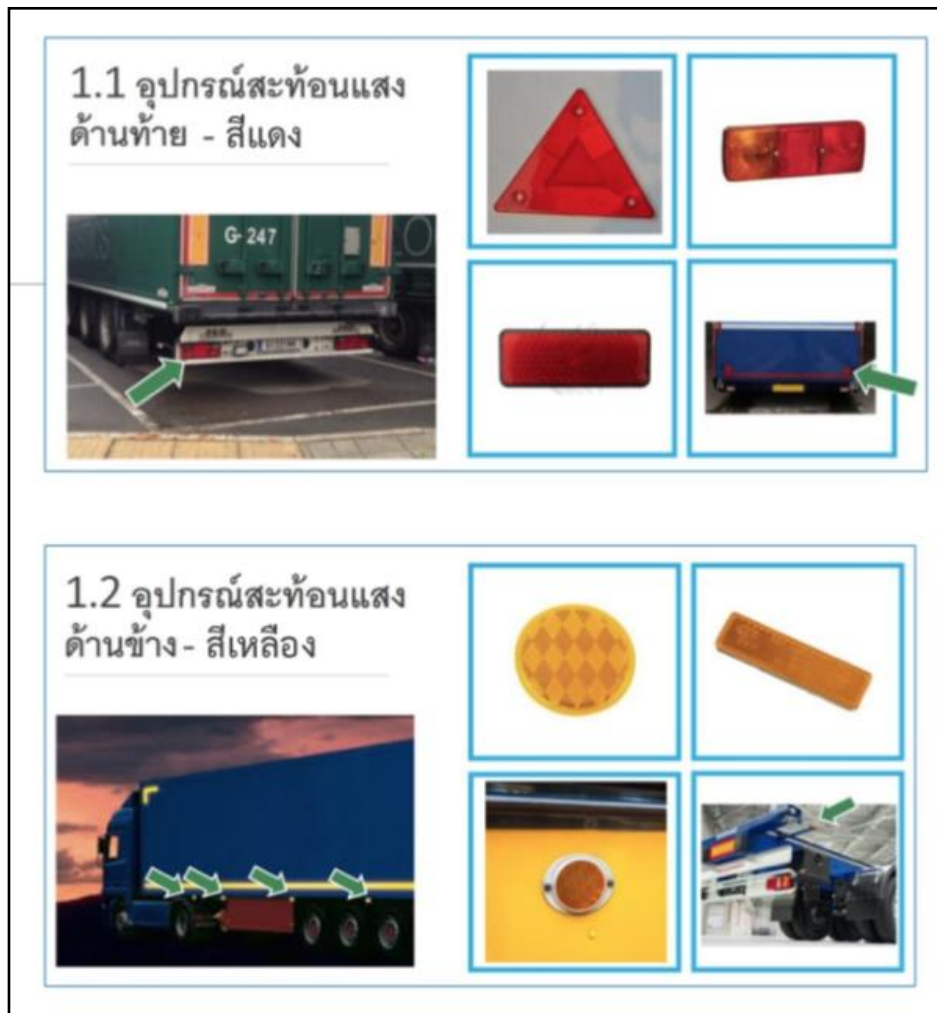 1.1 อุปกรณ์สะท้อนแสง
ด้านท้าย - สีแดง
G-247
1.2 อุปกรณ์สะท้อนแสง
ด้านข้าง - สีเหลือง